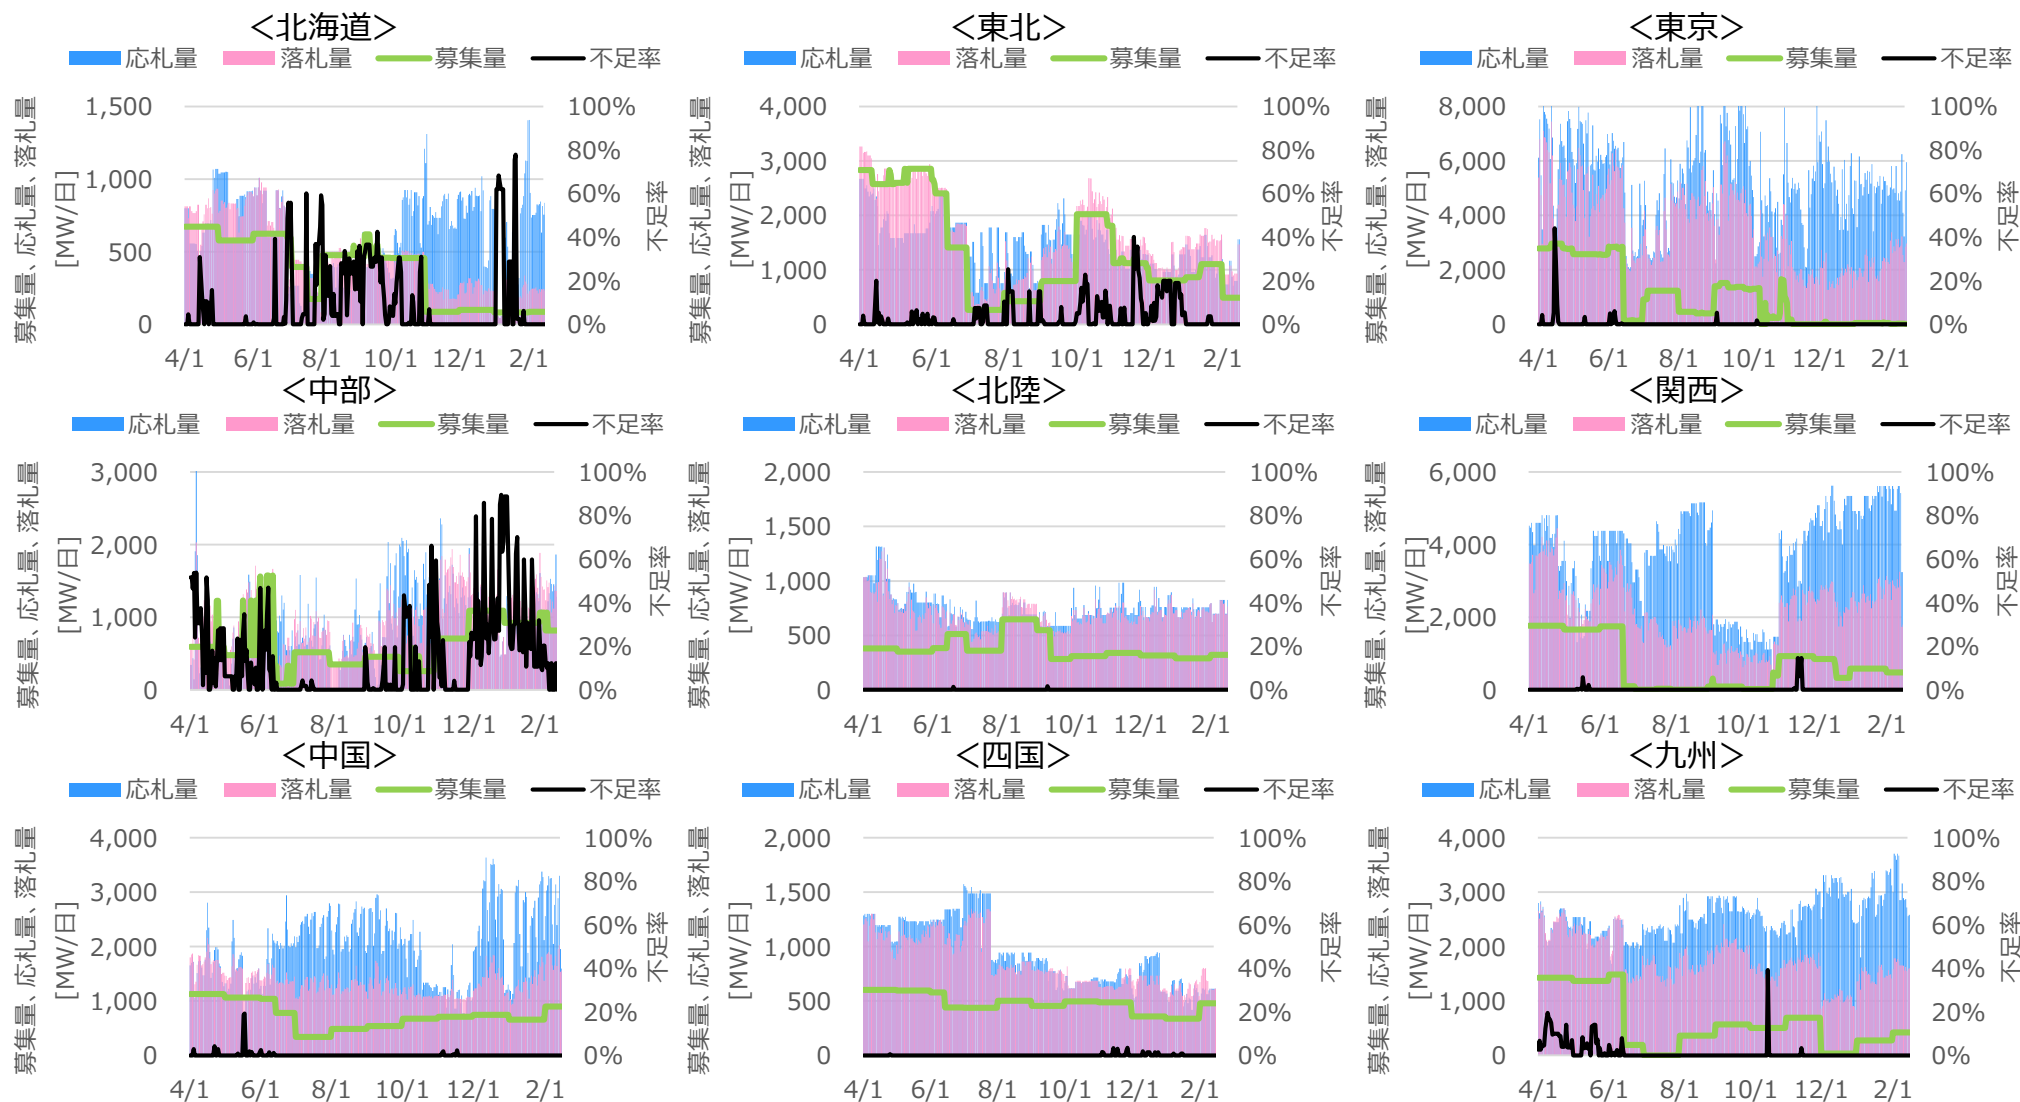 ＜北海道＞
応札量 落札量 募集量 不足率
募集量、応札量、落札量
[MW/日]
1,500
1,000
500
0
100%
80%
60%
40%
20%
0%
不足率
4/1 6/1 8/1 10/1 12/1 2/1
＜東北＞
応札量 落札量 募集量 不足率
募集量、応札量、落札量
[MW/日]
4,000
3,000
2,000
1,000
0
100%
80%
60%
40%
20%
0%
不足率
4/1 6/1 8/1 10/1 12/1 2/1
＜東京＞
応札量 落札量 募集量 不足率
募集量、応札量、落札量
[MW/日]
8,000
6,000
4,000
2,000
0
100%
80%
60%
40%
20%
0%
不足率
4/1 6/1 8/1 10/1 12/1 2/1
＜中部＞
応札量 落札量 募集量 不足率
募集量、応札量、落札量
[MW/日]
3,000
2,000
1,000
0
100%
80%
60%
40%
20%
0%
不足率
4/1 6/1 8/1 10/1 12/1 2/1
＜北陸＞
応札量 落札量 募集量 不足率
募集量、応札量、落札量
[MW/日]
2,000
1,500
1,000
500
0
100%
80%
60%
40%
20%
0%
不足率
4/1 6/1 8/1 10/1 12/1 2/1
＜関西＞
応札量 落札量 募集量 不足率
募集量、応札量、落札量
[MW/日]
6,000
4,000
2,000
0
100%
80%
60%
40%
20%
0%
不足率
4/1 6/1 8/1 10/1 12/1 2/1
＜中国＞
応札量 落札量 募集量 不足率
募集量、応札量、落札量
[MW/日]
4,000
3,000
2,000
1,000
0
100%
80%
60%
40%
20%
0%
不足率
4/1 6/1 8/1 10/1 12/1 2/1
＜四国＞
応札量 落札量 募集量 不足率
募集量、応札量、落札量
[MW/日]
2,000
1,500
1,000
500
0
100%
80%
60%
40%
20%
0%
不足率
4/1 6/1 8/1 10/1 12/1 2/1
＜九州＞
応札量 落札量 募集量 不足率
募集量、応札量、落札量
[MW/日]
4,000
3,000
2,000
1,000
0
100%
80%
60%
40%
20%
0%
不足率
4/1 6/1 8/1 10/1 12/1 2/1